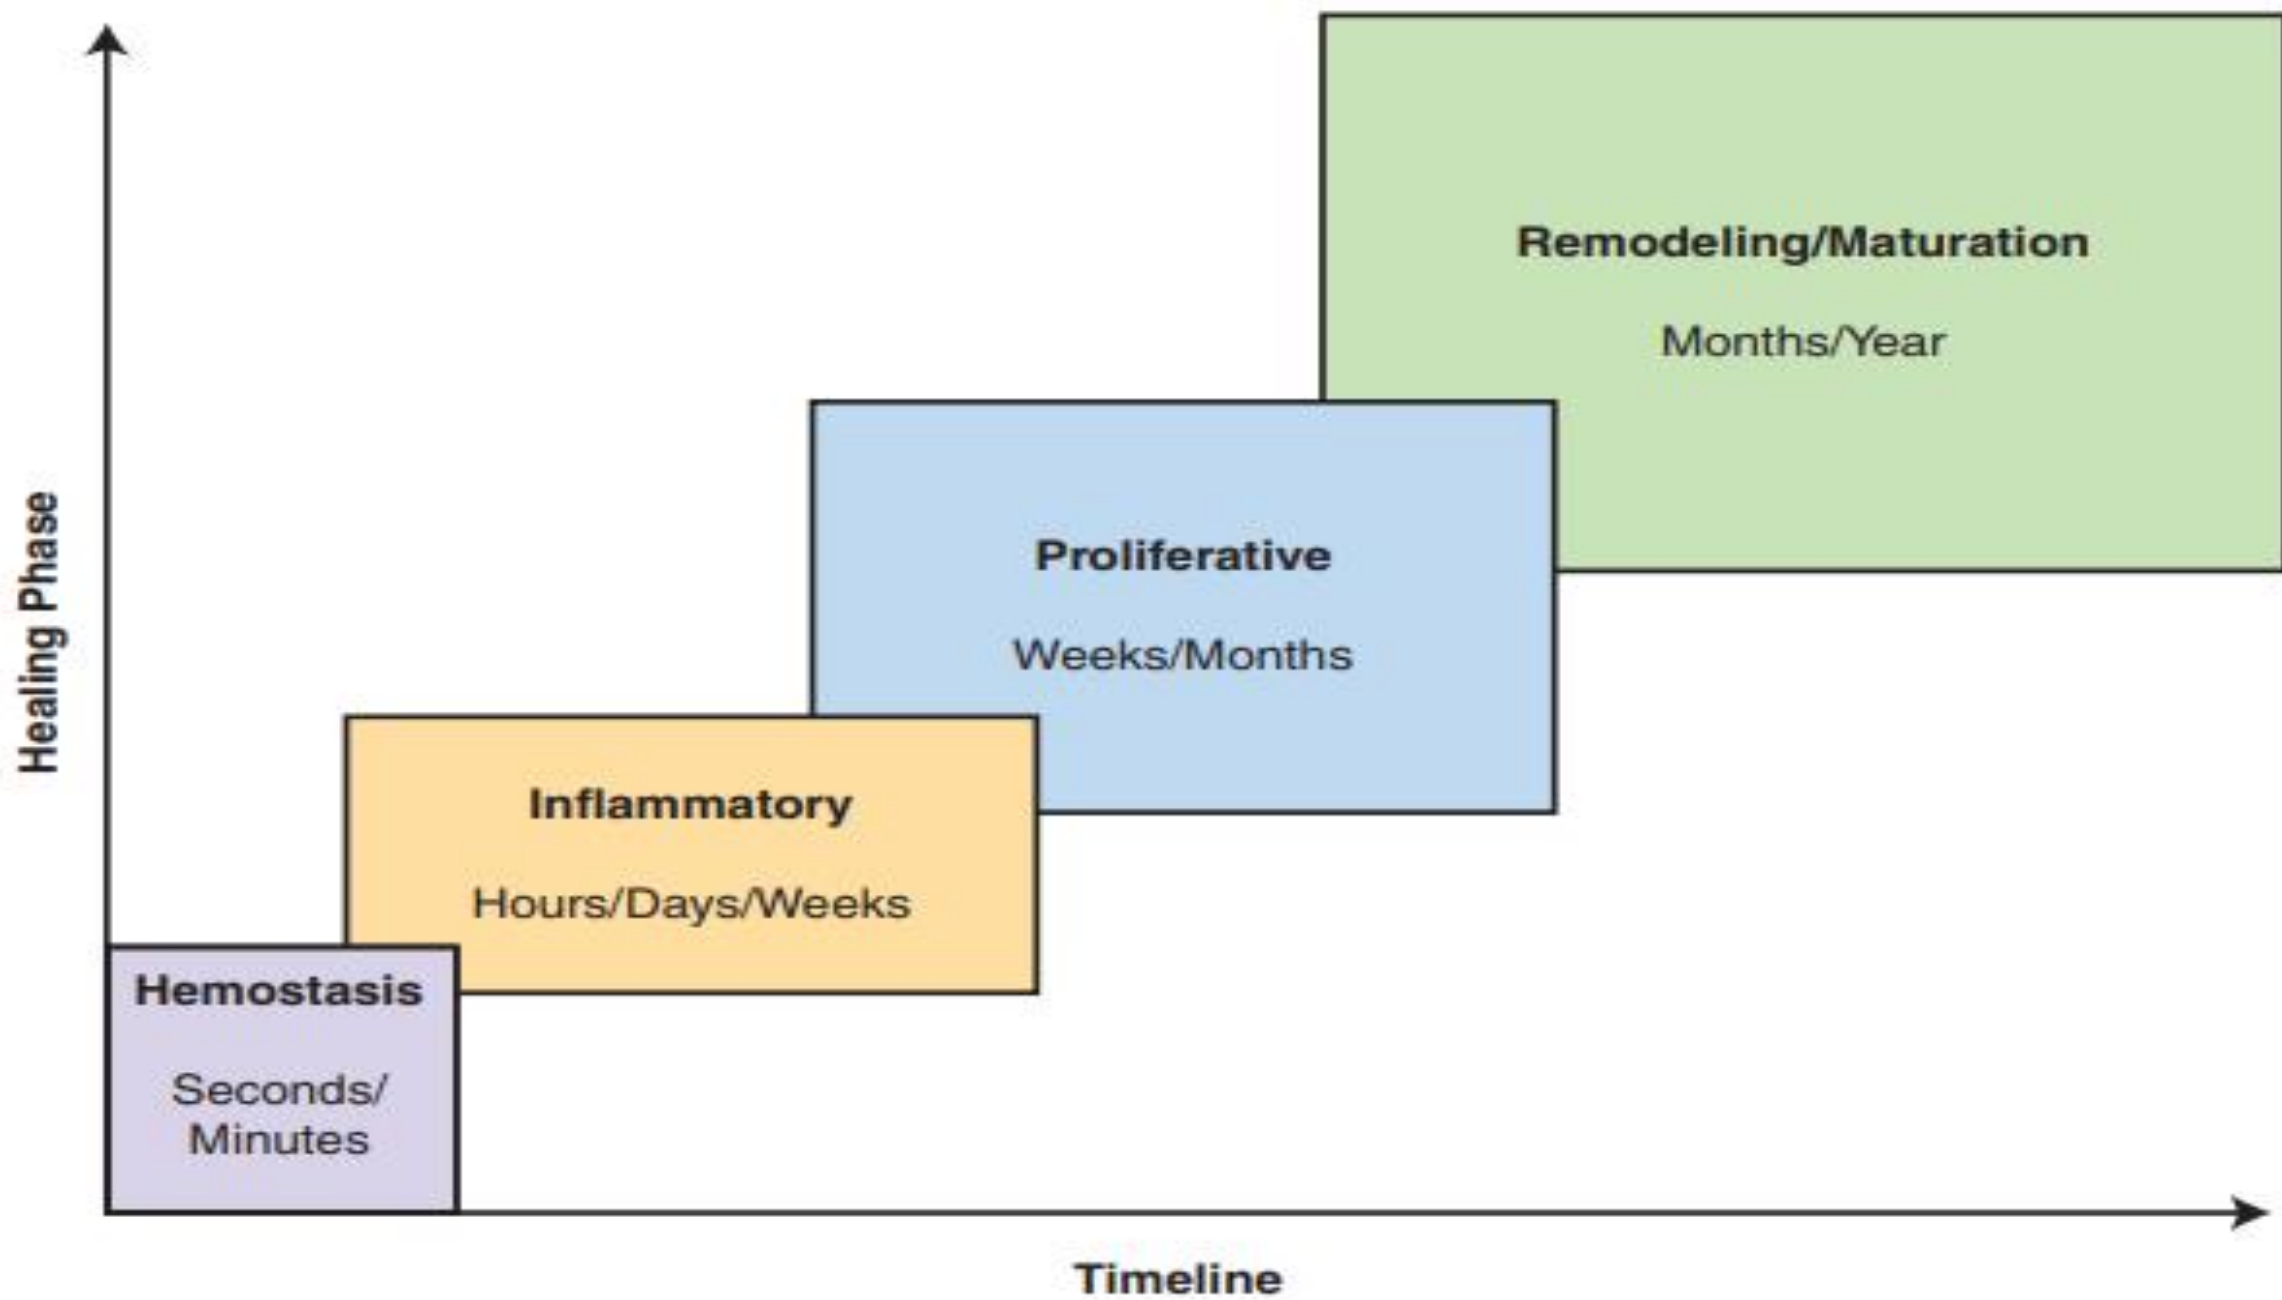 Healing Phase
Remodeling/Maturation
Months/Year
Proliferative
Weeks/Months
Inflammatory
Hours/Days/Weeks
Hemostasis
Seconds/
Minutes
Timeline